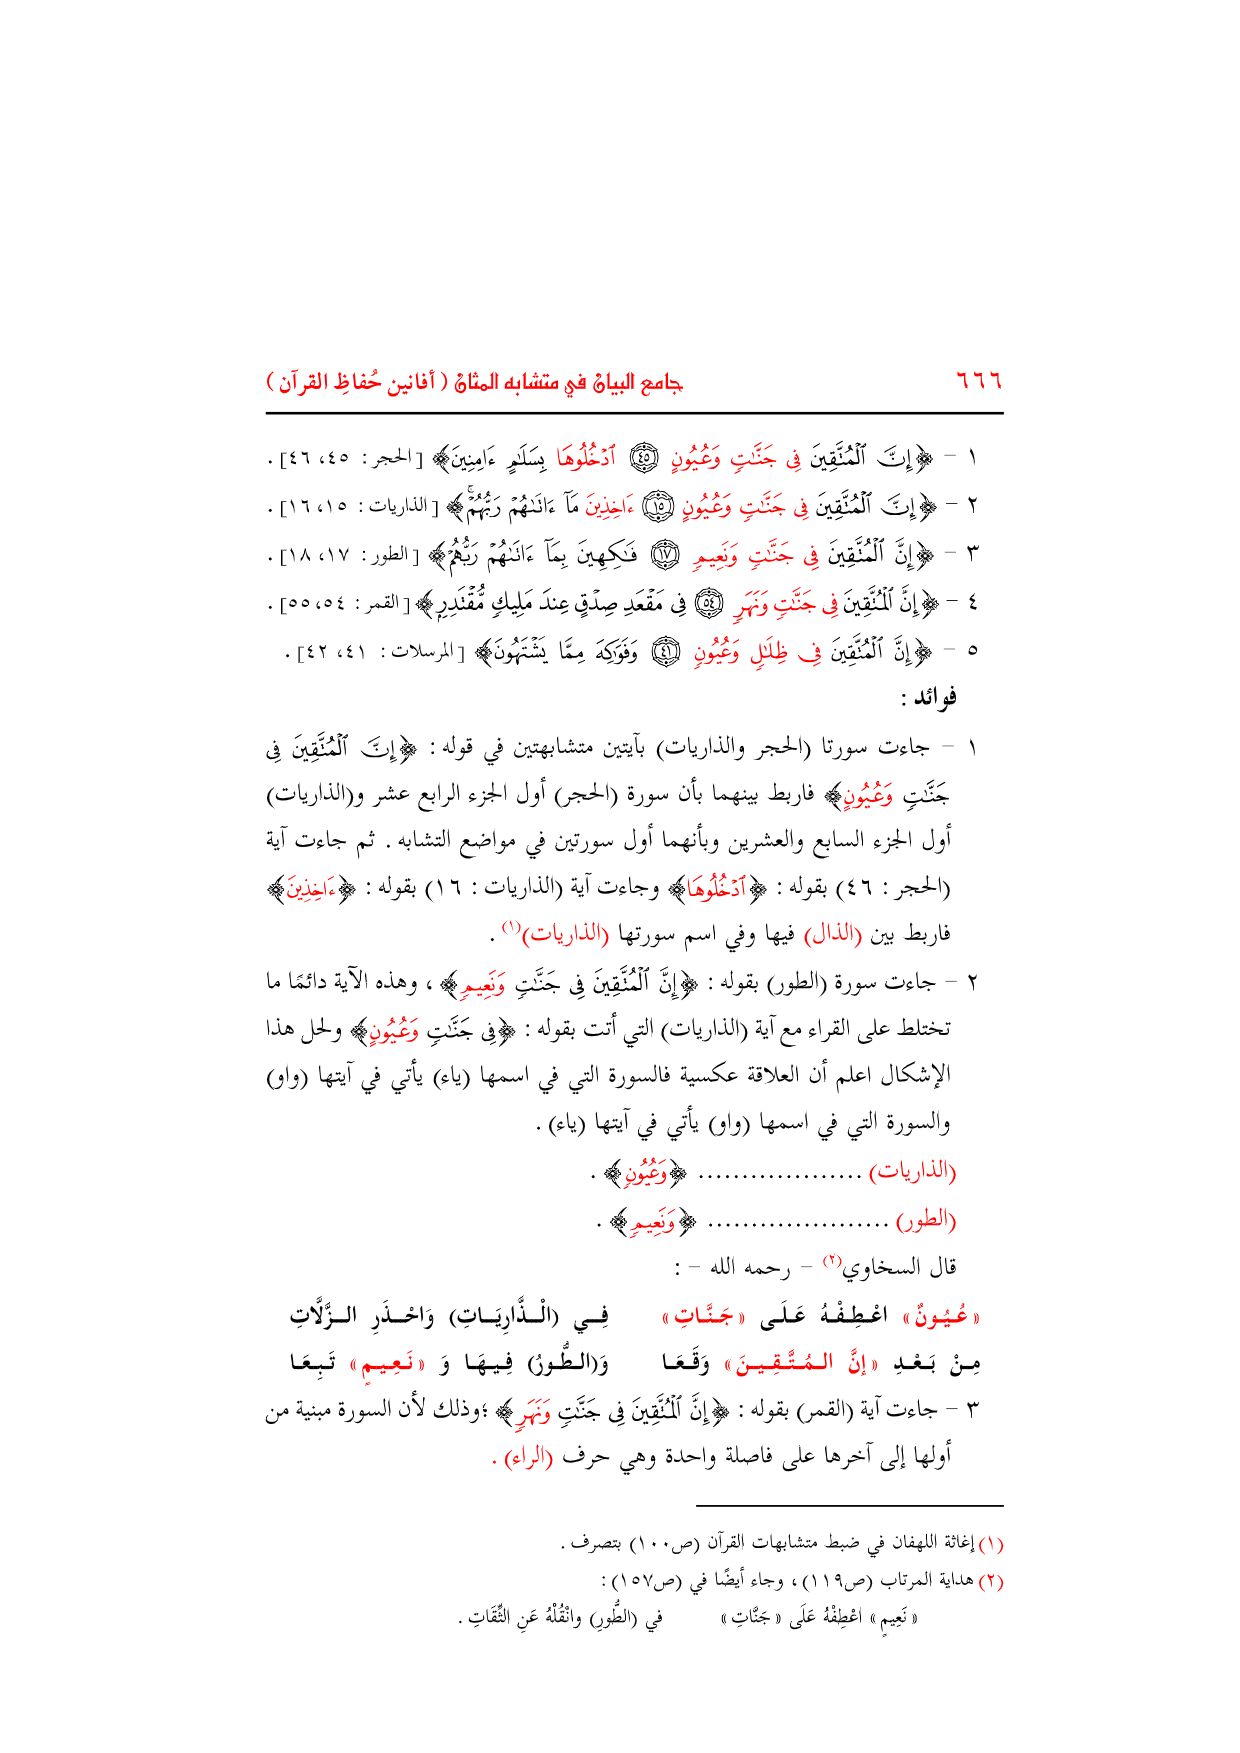 ٦٦٦ جامع البيان في متشابه المثان ( أفانين حُفاظِ القرآن )
١ - ﴿إِنَّ ٱلْمُتَّقِينَ فِى جَنَّٰتٍ وَعُيُونٍ ٤٥ ٱدْخُلُوهَا بِسَلَٰمٍ ءَامِنِينَ﴾ [الحجر : ٤٥، ٤٦] .
٢ - ﴿إِنَّ ٱلْمُتَّقِينَ فِى جَنَّٰتٍ وَعُيُونٍ ١٥ ءَاخِذِينَ مَآ ءَاتَىٰهُمْ رَبُّهُمْۚ﴾ [الذاريات : ١٥، ١٦] .
٣ - ﴿إِنَّ ٱلْمُتَّقِينَ فِى جَنَّٰتٍ وَنَعِيمٍ ١٧ فَٰكِهِينَ بِمَآ ءَاتَىٰهُمْ رَبُّهُمْ﴾ [الطور : ١٧، ١٨] .
٤ - ﴿إِنَّ ٱلْمُتَّقِينَ فِى جَنَّٰتٍ وَنَهَرٍ ٥٤ فِى مَقْعَدِ صِدْقٍ عِندَ مَلِيكٍ مُّقْتَدِرٍ﴾ [القمر : ٥٤، ٥٥] .
٥ - ﴿إِنَّ ٱلْمُتَّقِينَ فِى ظِلَٰلٍ وَعُيُونٍ ٤١ وَفَوَٰكِهَ مِمَّا يَشْتَهُونَ﴾ [المرسلات : ٤١، ٤٢] .
فوائد :
١ - جاءت سورتا (الحجر والذاريات) بآيتين متشابهتين في قوله : ﴿إِنَّ ٱلْمُتَّقِينَ فِى
جَنَّٰتٍ وَعُيُونٍ﴾ فاربط بينهما بأن سورة (الحجر) أول الجزء الرابع عشر و(الذاريات)
أول الجزء السابع والعشرين وبأنهما أول سورتين في مواضع التشابه . ثم جاءت آية
(الحجر : ٤٦) بقوله : ﴿ٱدْخُلُوهَا﴾ وجاءت آية (الذاريات : ١٦) بقوله : ﴿ءَاخِذِينَ﴾
فاربط بين (الذال) فيها وفي اسم سورتها (الذاريات)(١) .
٢ - جاءت سورة (الطور) بقوله : ﴿إِنَّ ٱلْمُتَّقِينَ فِى جَنَّٰتٍ وَنَعِيمٍ﴾ ، وهذه الآية دائمًا ما
تختلط على القراء مع آية (الذاريات) التي أتت بقوله : ﴿فِى جَنَّٰتٍ وَعُيُونٍ﴾ ولحل هذا
الإشكال اعلم أن العلاقة عكسية فالسورة التي في اسمها (ياء) يأتي في آيتها (واو)
والسورة التي في اسمها (واو) يأتي في آيتها (ياء) .
(الذاريات) ................... ﴿وَعُيُونٍ﴾ .
(الطور) ..................... ﴿وَنَعِيمٍ﴾ .
قال السخاوي(٢) - رحمه الله - :
«عُيُونٌ» اعْطِفْهُ عَلَى «جَنَّاتِ» فِي (الْذَّارِيَاتِ) وَاحْذَرِ الزَّلَّاتِ
مِنْ بَعْدِ «إنَّ المُتَّقِينَ» وَقَعَا وَ(الطُّورُ) فِيهَا وَ «نَعِيمٍ» تَبِعَا
٣ - جاءت آية (القمر) بقوله : ﴿إِنَّ ٱلْمُتَّقِينَ فِى جَنَّٰتٍ وَنَهَرٍ﴾ ؛وذلك لأن السورة مبنية من
أولها إلى آخرها على فاصلة واحدة وهي حرف (الراء) .
(١) إغاثة اللهفان في ضبط متشابهات القرآن (ص١٠٠) بتصرف .
(٢) هداية المرتاب (ص١١٩) ، وجاء أيضًا في (ص١٥٧) :
«نَعِيمٍ» اعْطِفْهُ عَلَى «جَنَّاتِ» في (الطُّورِ) وانْقُلْهُ عَنِ الثِّقَاتِ .